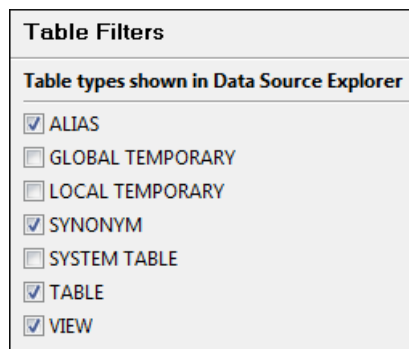 Table Filters
Table types shown in Data Source Explorer
ALIAS
GLOBAL TEMPORARY
LOCAL TEMPORARY
SYNONYM
SYSTEM TABLE
TABLE
VIEW